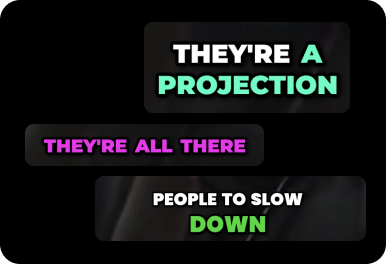 THEY'RE A
PROJECTION
THEY'RE ALL THERE
PEOPLE TO SLOW
DOWN